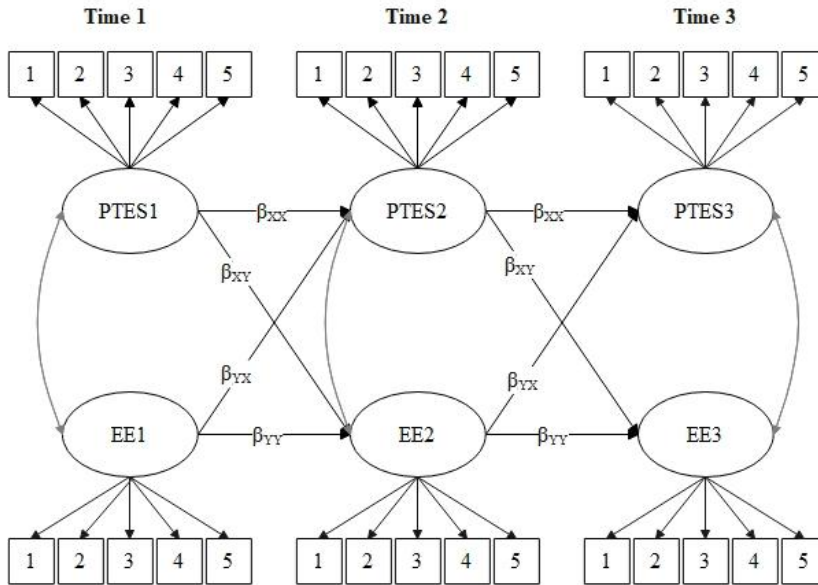 Time 1 Time 2 Time 3
1 2 3 4 5 1 2 3 4 5 1 2 3 4 5
PTES1 βXX PTES2 βXX PTES3
βXY βXY
βYX βYX
EE1 βYY EE2 βYY EE3
1 2 3 4 5 1 2 3 4 5 1 2 3 4 5